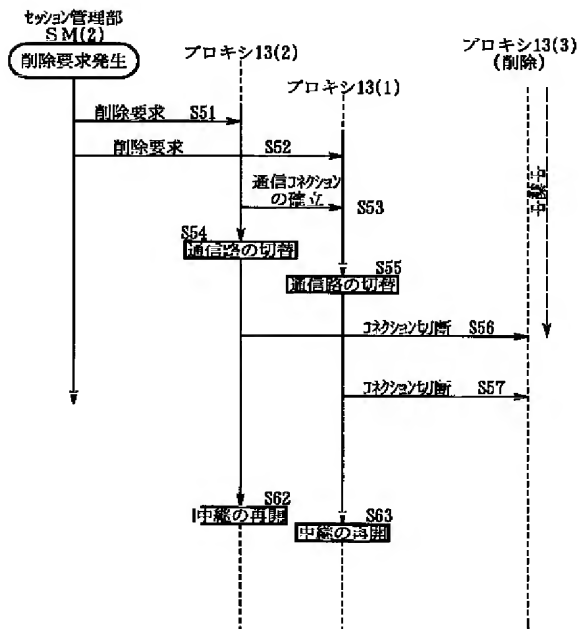 セッション管理部
SM(2)
削除要求発生
プロキシ13(2)
プロキシ13(1)
プロキシ13(3)
(削除)
削除要求 S51
削除要求 S52
通信コネクション
の確立 S53
S54
通信路の切替
S55
通信路の切替
コネクション切断 S56
コネクション切断 S57
S62
中継の再開
S63
中継の再開